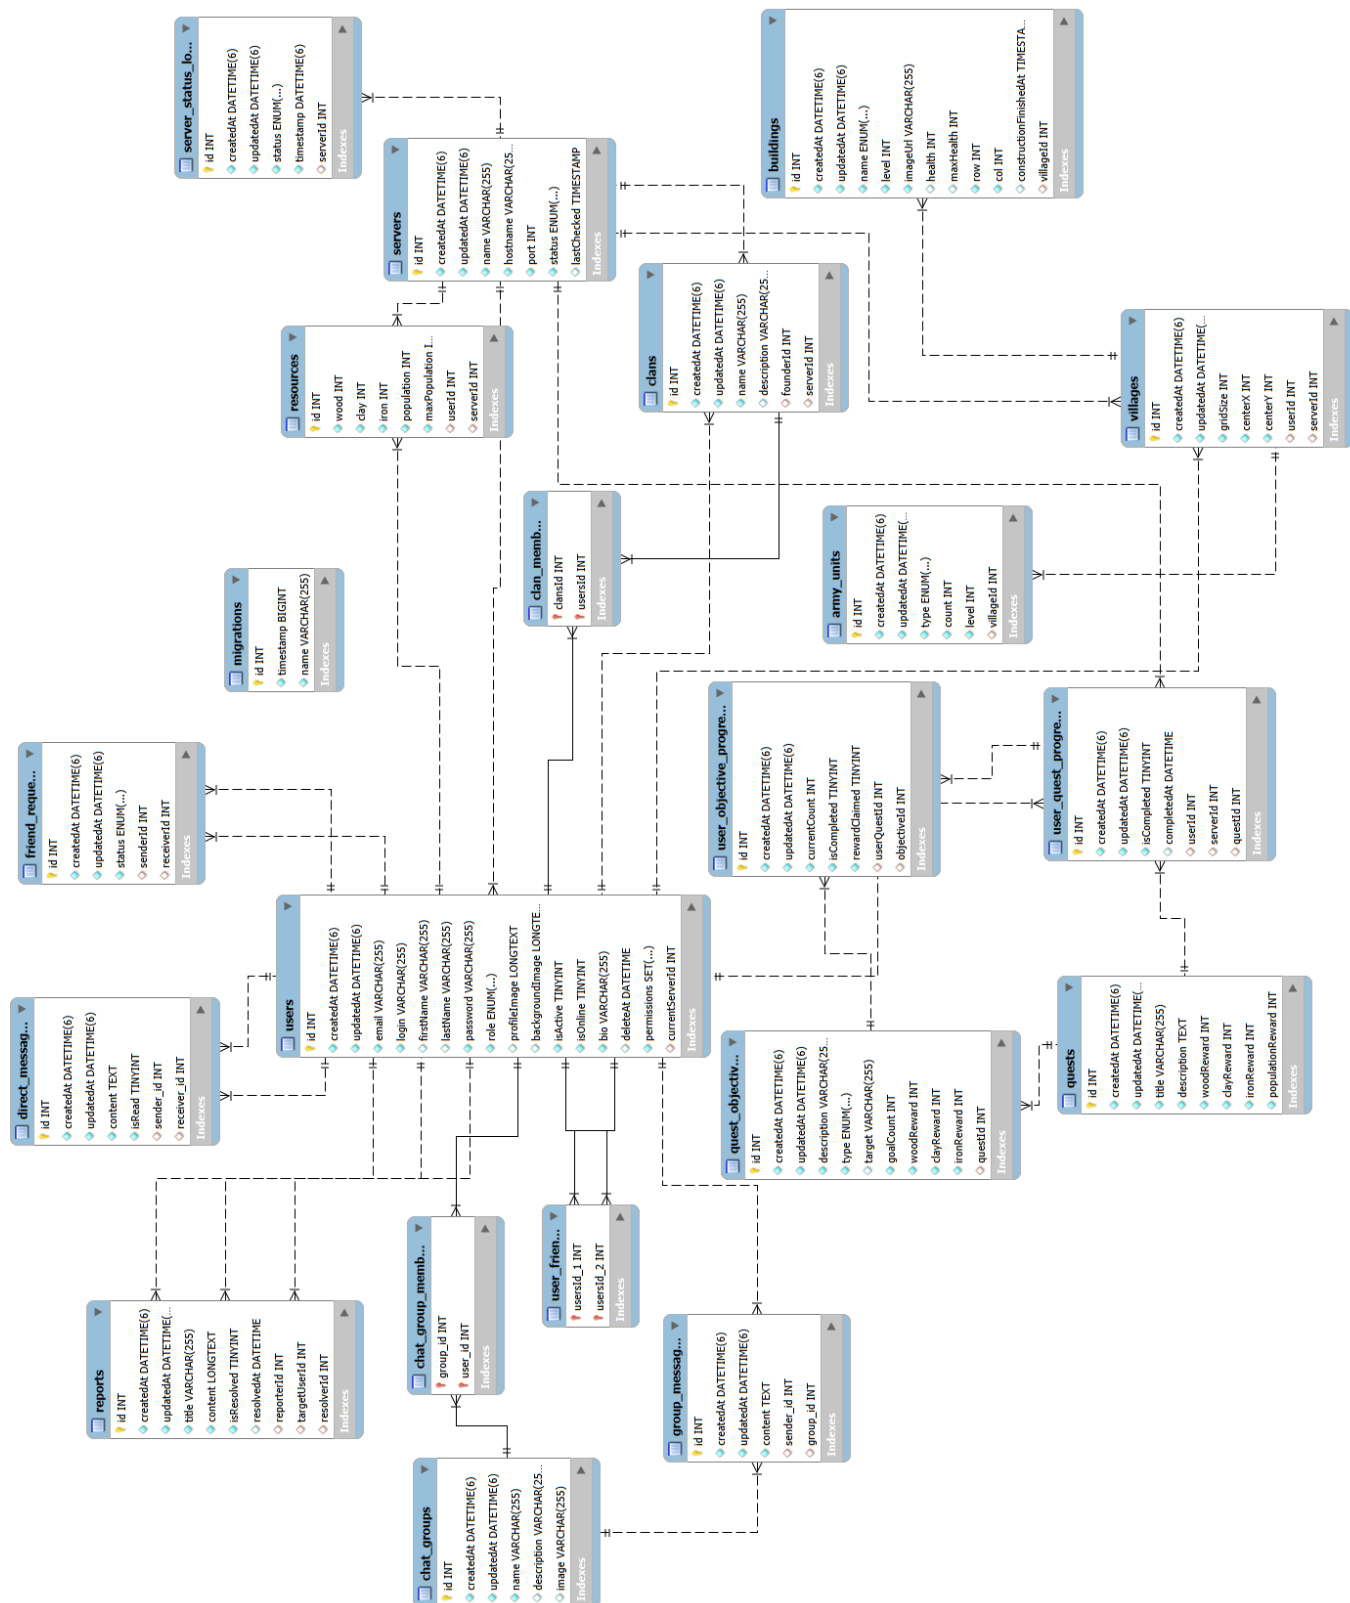 server_status_lo...
id INT
createdAt DATETIME(6)
updatedAt DATETIME(6)
status ENUM(...)
timestamp DATETIME(6)
serverId INT
Indexes
servers
id INT
createdAt DATETIME(6)
updatedAt DATETIME(6)
name VARCHAR(255)
hostname VARCHAR(25...
port INT
status ENUM(...)
lastChecked TIMESTAMP
Indexes
buildings
id INT
createdAt DATETIME(6)
updatedAt DATETIME(6)
name ENUM(...)
level INT
imageUrl VARCHAR(255)
health INT
maxHealth INT
row INT
col INT
constructionFinishedAt TIMESTA...
villageId INT
Indexes
resources
id INT
wood INT
clay INT
iron INT
population INT
maxPopulation I...
userId INT
serverId INT
Indexes
clans
id INT
createdAt DATETIME(6)
updatedAt DATETIME(6)
name VARCHAR(255)
description VARCHAR(25...
founderId INT
serverId INT
Indexes
villages
id INT
createdAt DATETIME(6)
updatedAt DATETIME(...
gridSize INT
centerX INT
centerY INT
userId INT
serverId INT
Indexes
migrations
id INT
timestamp BIGINT
name VARCHAR(255)
Indexes
clan_memb...
clansId INT
usersId INT
Indexes
army_units
id INT
createdAt DATETIME(6)
updatedAt DATETIME(...
type ENUM(...)
count INT
level INT
villageId INT
Indexes
friend_reque...
id INT
createdAt DATETIME(6)
updatedAt DATETIME(6)
status ENUM(...)
senderId INT
receiverId INT
Indexes
user_objective_progre...
id INT
createdAt DATETIME(6)
updatedAt DATETIME(6)
currentCount INT
isCompleted TINYINT
rewardClaimed TINYINT
userQuestId INT
objectiveId INT
Indexes
user_quest_progre...
id INT
createdAt DATETIME(6)
updatedAt DATETIME(6)
isCompleted TINYINT
completedAt DATETIME
userId INT
serverId INT
questId INT
Indexes
users
id INT
createdAt DATETIME(6)
updatedAt DATETIME(6)
email VARCHAR(255)
login VARCHAR(255)
firstName VARCHAR(255)
lastName VARCHAR(255)
password VARCHAR(255)
role ENUM(...)
profileImage LONGTEXT
backgroundImage LONGTE...
isActive TINYINT
isOnline TINYINT
bio VARCHAR(255)
deleteAt DATETIME
permissions SET(...)
currentServerId INT
Indexes
direct_messag...
id INT
createdAt DATETIME(6)
updatedAt DATETIME(6)
content TEXT
isRead TINYINT
sender_id INT
receiver_id INT
Indexes
quest_objectiv...
id INT
createdAt DATETIME(6)
updatedAt DATETIME(6)
description VARCHAR(25...
type ENUM(...)
target VARCHAR(255)
goalCount INT
woodReward INT
clayReward INT
ironReward INT
questId INT
Indexes
quests
id INT
createdAt DATETIME(6)
updatedAt DATETIME(...
title VARCHAR(255)
description TEXT
woodReward INT
clayReward INT
ironReward INT
populationReward INT
Indexes
reports
id INT
createdAt DATETIME(6)
updatedAt DATETIME(...
title VARCHAR(255)
content LONGTEXT
isResolved TINYINT
resolvedAt DATETIME
reporterId INT
targetUserId INT
resolverId INT
Indexes
chat_group_memb...
group_id INT
user_id INT
Indexes
user_frien...
usersId_1 INT
usersId_2 INT
Indexes
group_messag...
id INT
createdAt DATETIME(6)
updatedAt DATETIME(6)
content TEXT
sender_id INT
group_id INT
Indexes
chat_groups
id INT
createdAt DATETIME(6)
updatedAt DATETIME(6)
name VARCHAR(255)
description VARCHAR(25...
image VARCHAR(255)
Indexes